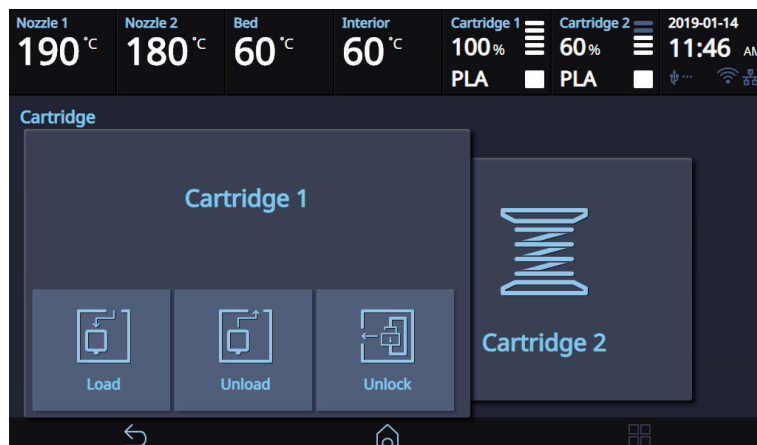 Nozzle 1
190 °C
Nozzle 2
180 °C
Bed
60 °C
Interior
60 °C
Cartridge 1
100 %
PLA
Cartridge 2
60 %
PLA
2019-01-14
11:46 AM
Cartridge
Cartridge 1
Load
Unload
Unlock
Cartridge 2